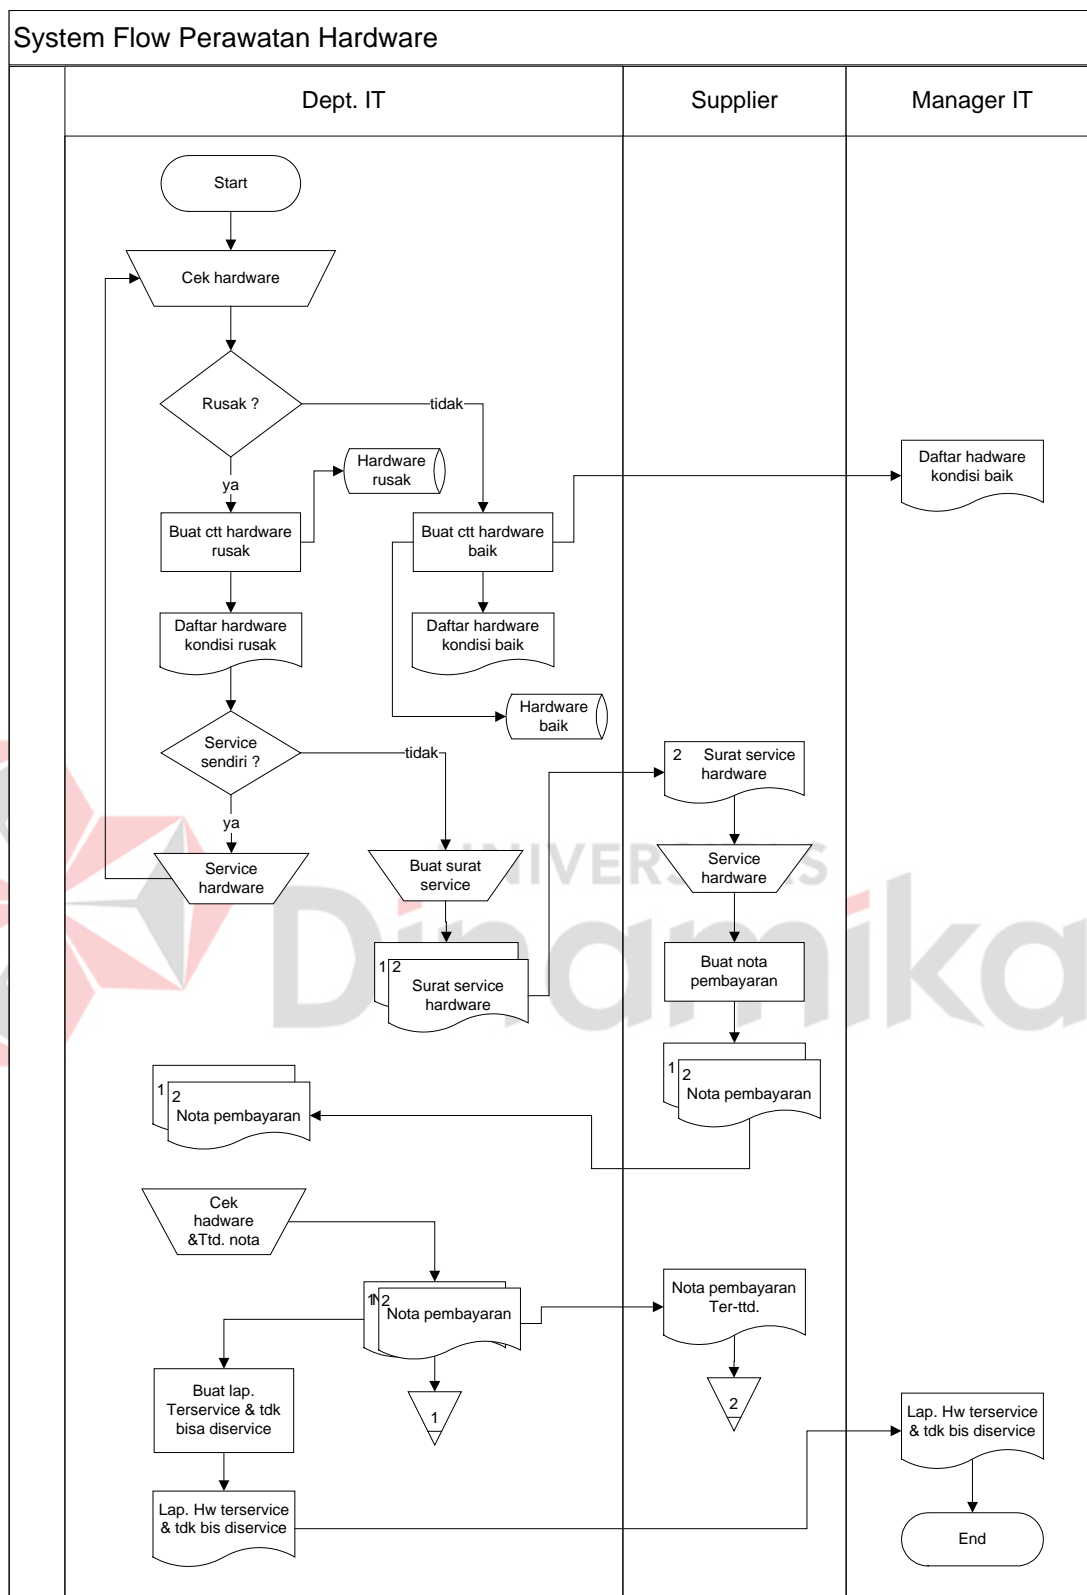 System Flow Perawatan Hardware
Dept. IT
Supplier
Manager IT
Start
Cek hardware
Rusak ?
tidak
ya
Hardware
rusak
Daftar hadware
kondisi baik
Buat ctt hardware
rusak
Buat ctt hardware
baik
Daftar hardware
kondisi rusak
Daftar hardware
kondisi baik
Hardware
baik
Service
sendiri ?
tidak
ya
2 Surat service
hardware
Service
hardware
Buat surat
service
Service
hardware
UNIVERSITAS
Dinamika
1 2
Surat service
hardware
Buat nota
pembayaran
1 2
Nota pembayaran
1 2
Nota pembayaran
Cek
hadware
&Ttd. nota
1N 2
Nota pembayaran
Nota pembayaran
Ter-ttd.
Buat lap.
Terservice & tdk
bisa diservice
1
2
Lap. Hw terservice
& tdk bis diservice
Lap. Hw terservice
& tdk bis diservice
End